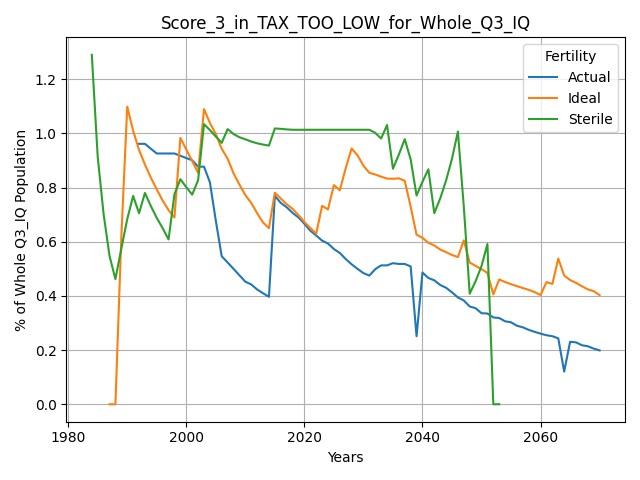 Score_3_in_TAX_TOO_LOW_for_Whole_Q3_IQ
% of Whole Q3_IQ Population
1.2
1.0
0.8
0.6
0.4
0.2
0.0
Fertility
Actual
Ideal
Sterile
1980
2000
2020
2040
2060
Years